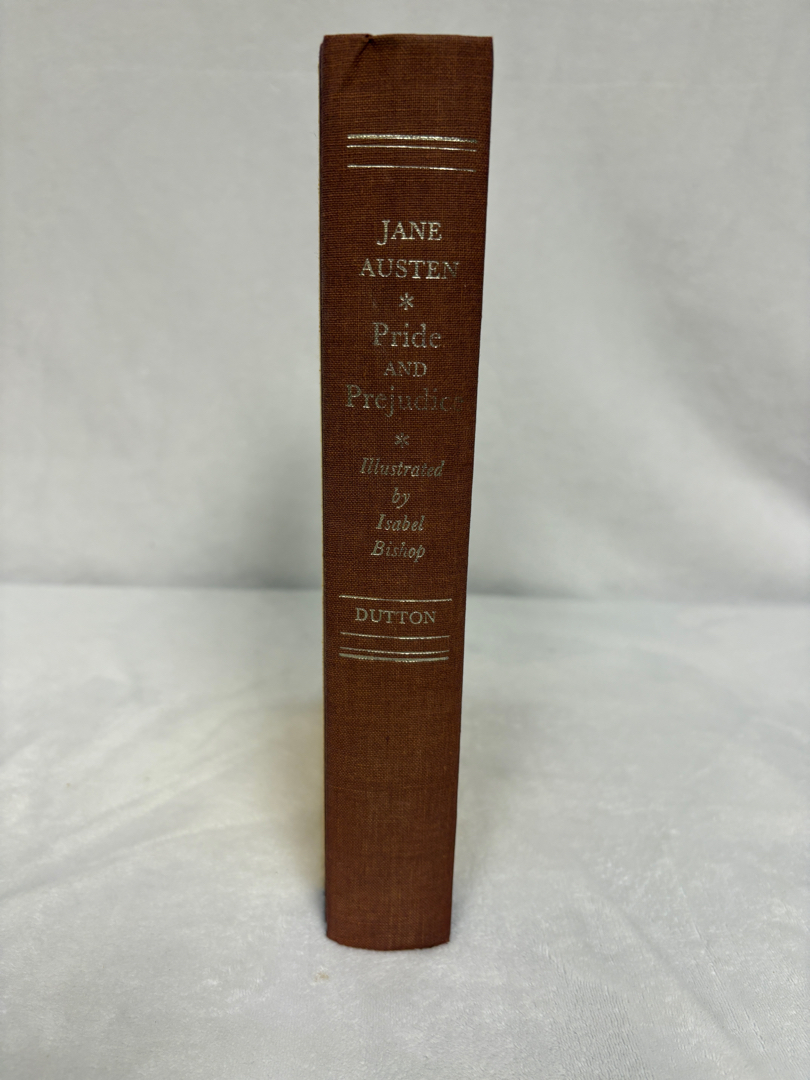 JANE
AUSTEN
*
Pride
AND
Prejudice
*
Illustrated
by
Isabel
Bishop
DUTTON